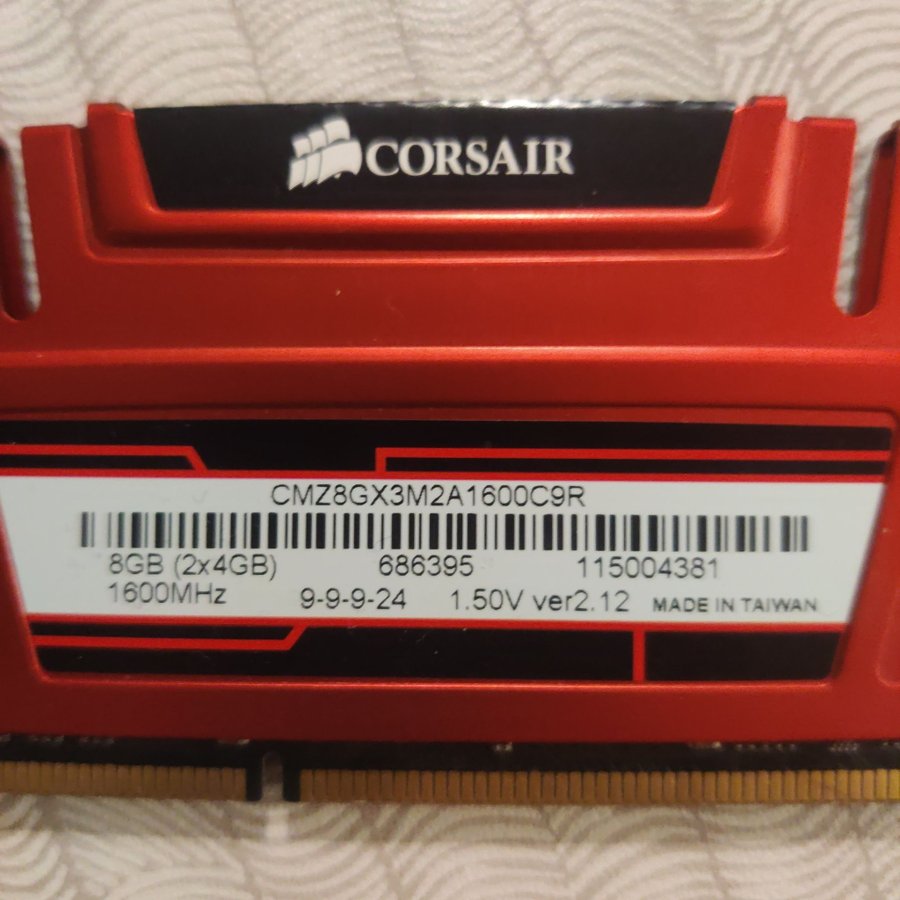 CORSAIR
CMZ8GX3M2A1600C9R
8GB (2x4GB) 686395 115004381
1600MHz 9-9-9-24 1.50V ver2.12 MADE IN TAIWAN